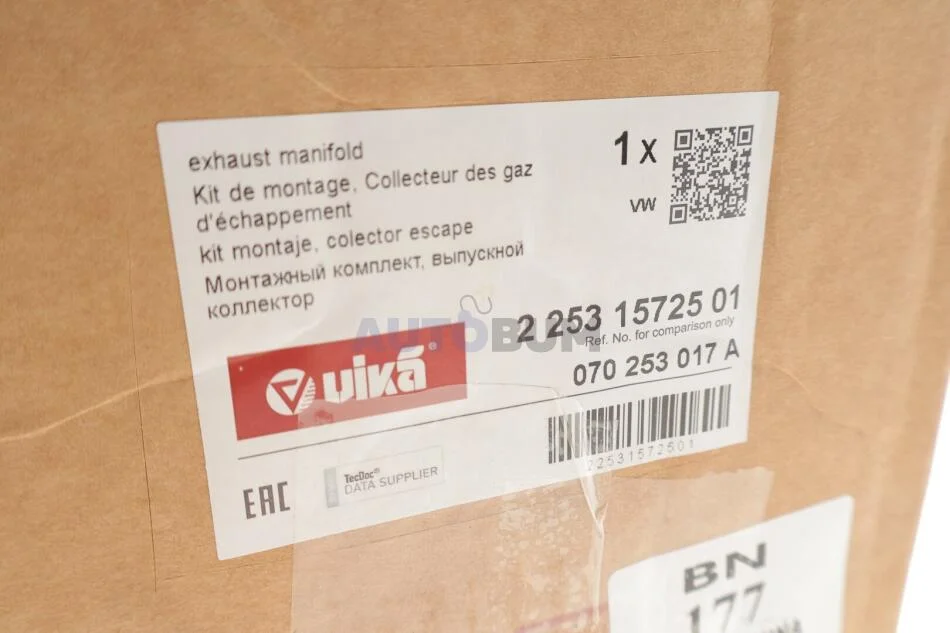 exhaust manifold
Kit de montage, Collecteur des gaz
d'échappement
kit montaje, colector escape
Монтажный комплект, выпускной
коллектор
1 x
VW
2 253 15725 01
Ref. No. for comparison only
070 253 017 A
AUTOBUM
viká®
22531572501
EAC
TecDoc®
DATA SUPPLIER
BN
177